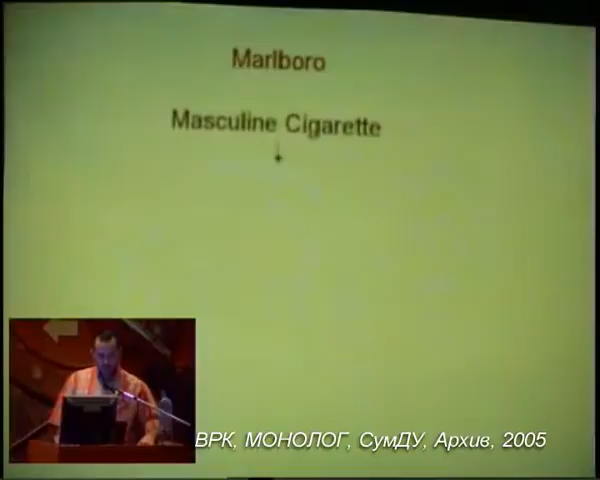 Marlboro
Masculine Cigarette
ВРК, МОНОЛОГ, СумДУ, Архив, 2005